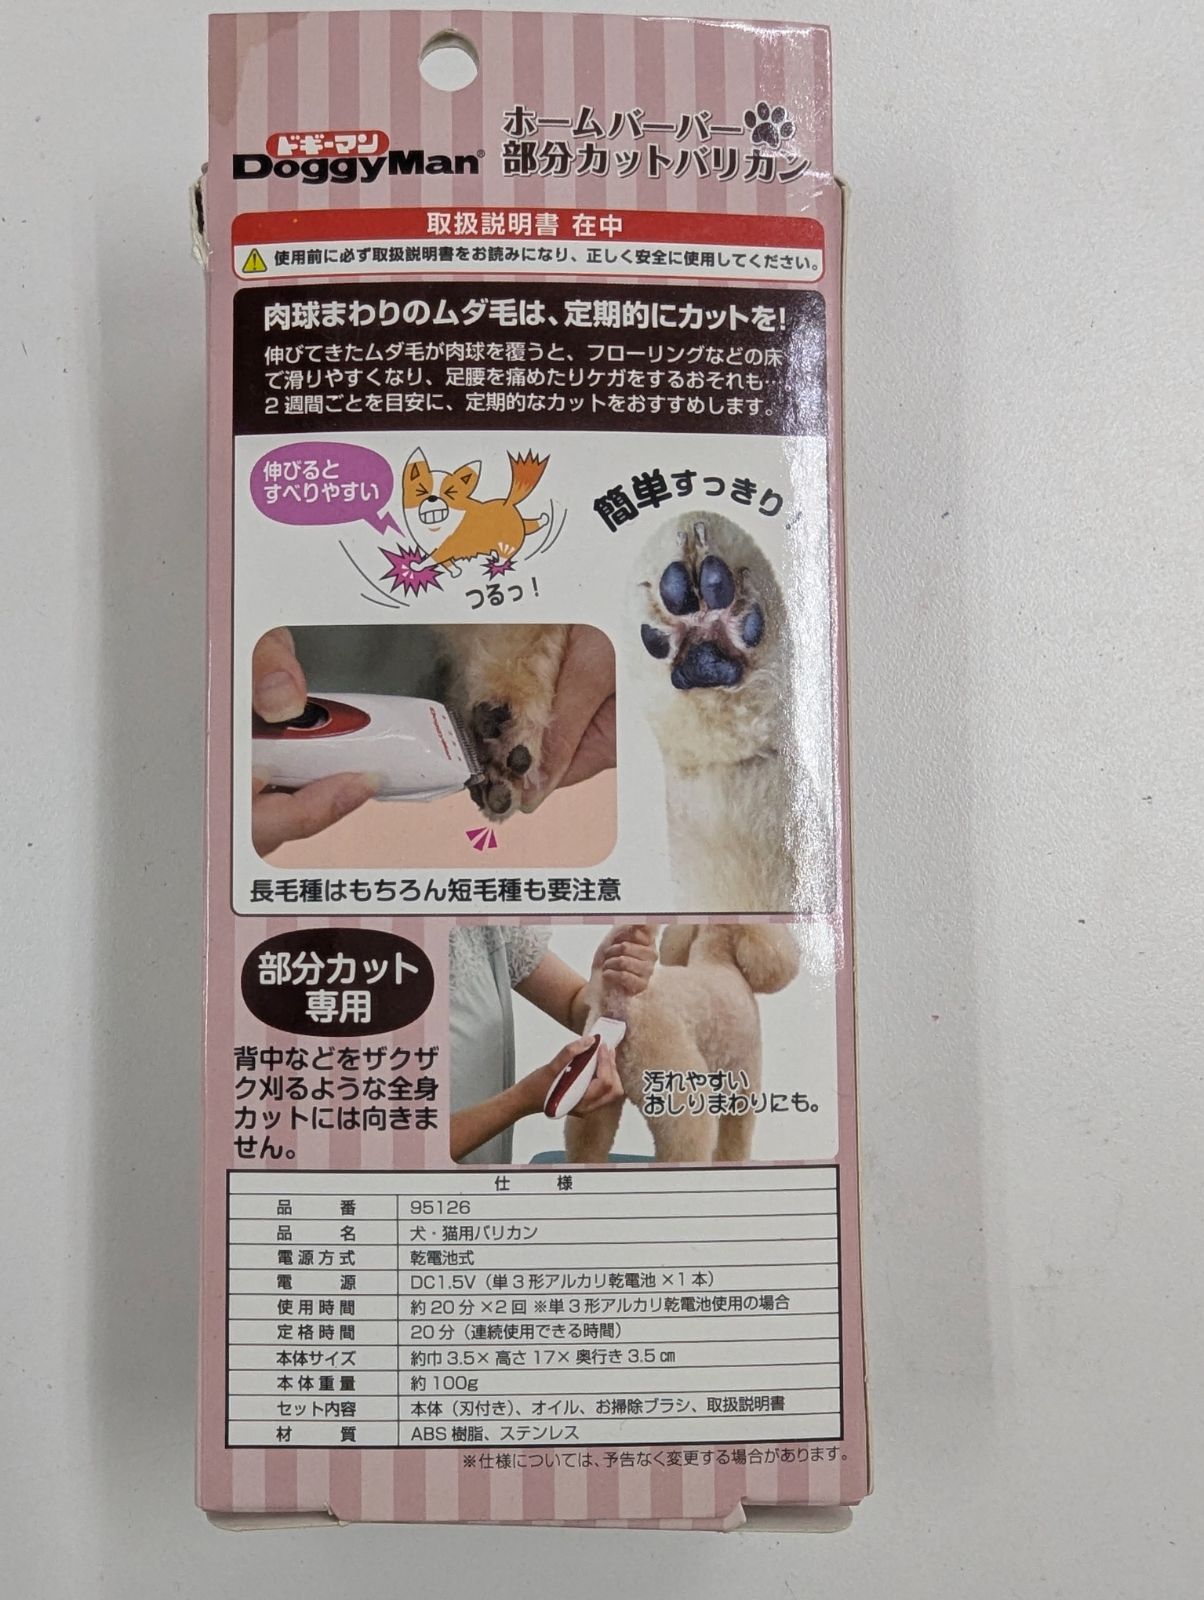 ドギーマン
DoggyMan®
ホームバーバー
部分カットバリカン
取扱説明書 在中
使用前に必ず取扱説明書をお読みになり、正しく安全に使用してください。
肉球まわりのムダ毛は、定期的にカットを!
伸びてきたムダ毛が肉球を覆うと、フローリングなどの床
で滑りやすくなり、足腰を痛めたりケガをするおそれも…。
2週間ごとを目安に、定期的なカットをおすすめします。
伸びると
すべりやすい
つるっ!
簡単すっきり!
長毛種はもちろん短毛種も要注意
部分カット
専用
背中などをザクザ
ク刈るような全身
カットには向きま
せん。
汚れやすい
おしりまわりにも。
仕 様
品 番 95126
品 名 犬・猫用バリカン
電源方式 乾電池式
電 源 DC1.5V(単3形アルカリ乾電池×1本)
使用時間 約20分×2回 ※単3形アルカリ乾電池使用の場合
定格時間 20分(連続使用できる時間)
本体サイズ 約巾3.5×高さ17×奥行き3.5㎝
本体重量 約100g
セット内容 本体(刃付き)、オイル、お掃除ブラシ、取扱説明書
材 質 ABS樹脂、ステンレス
※仕様については、予告なく変更する場合があります。